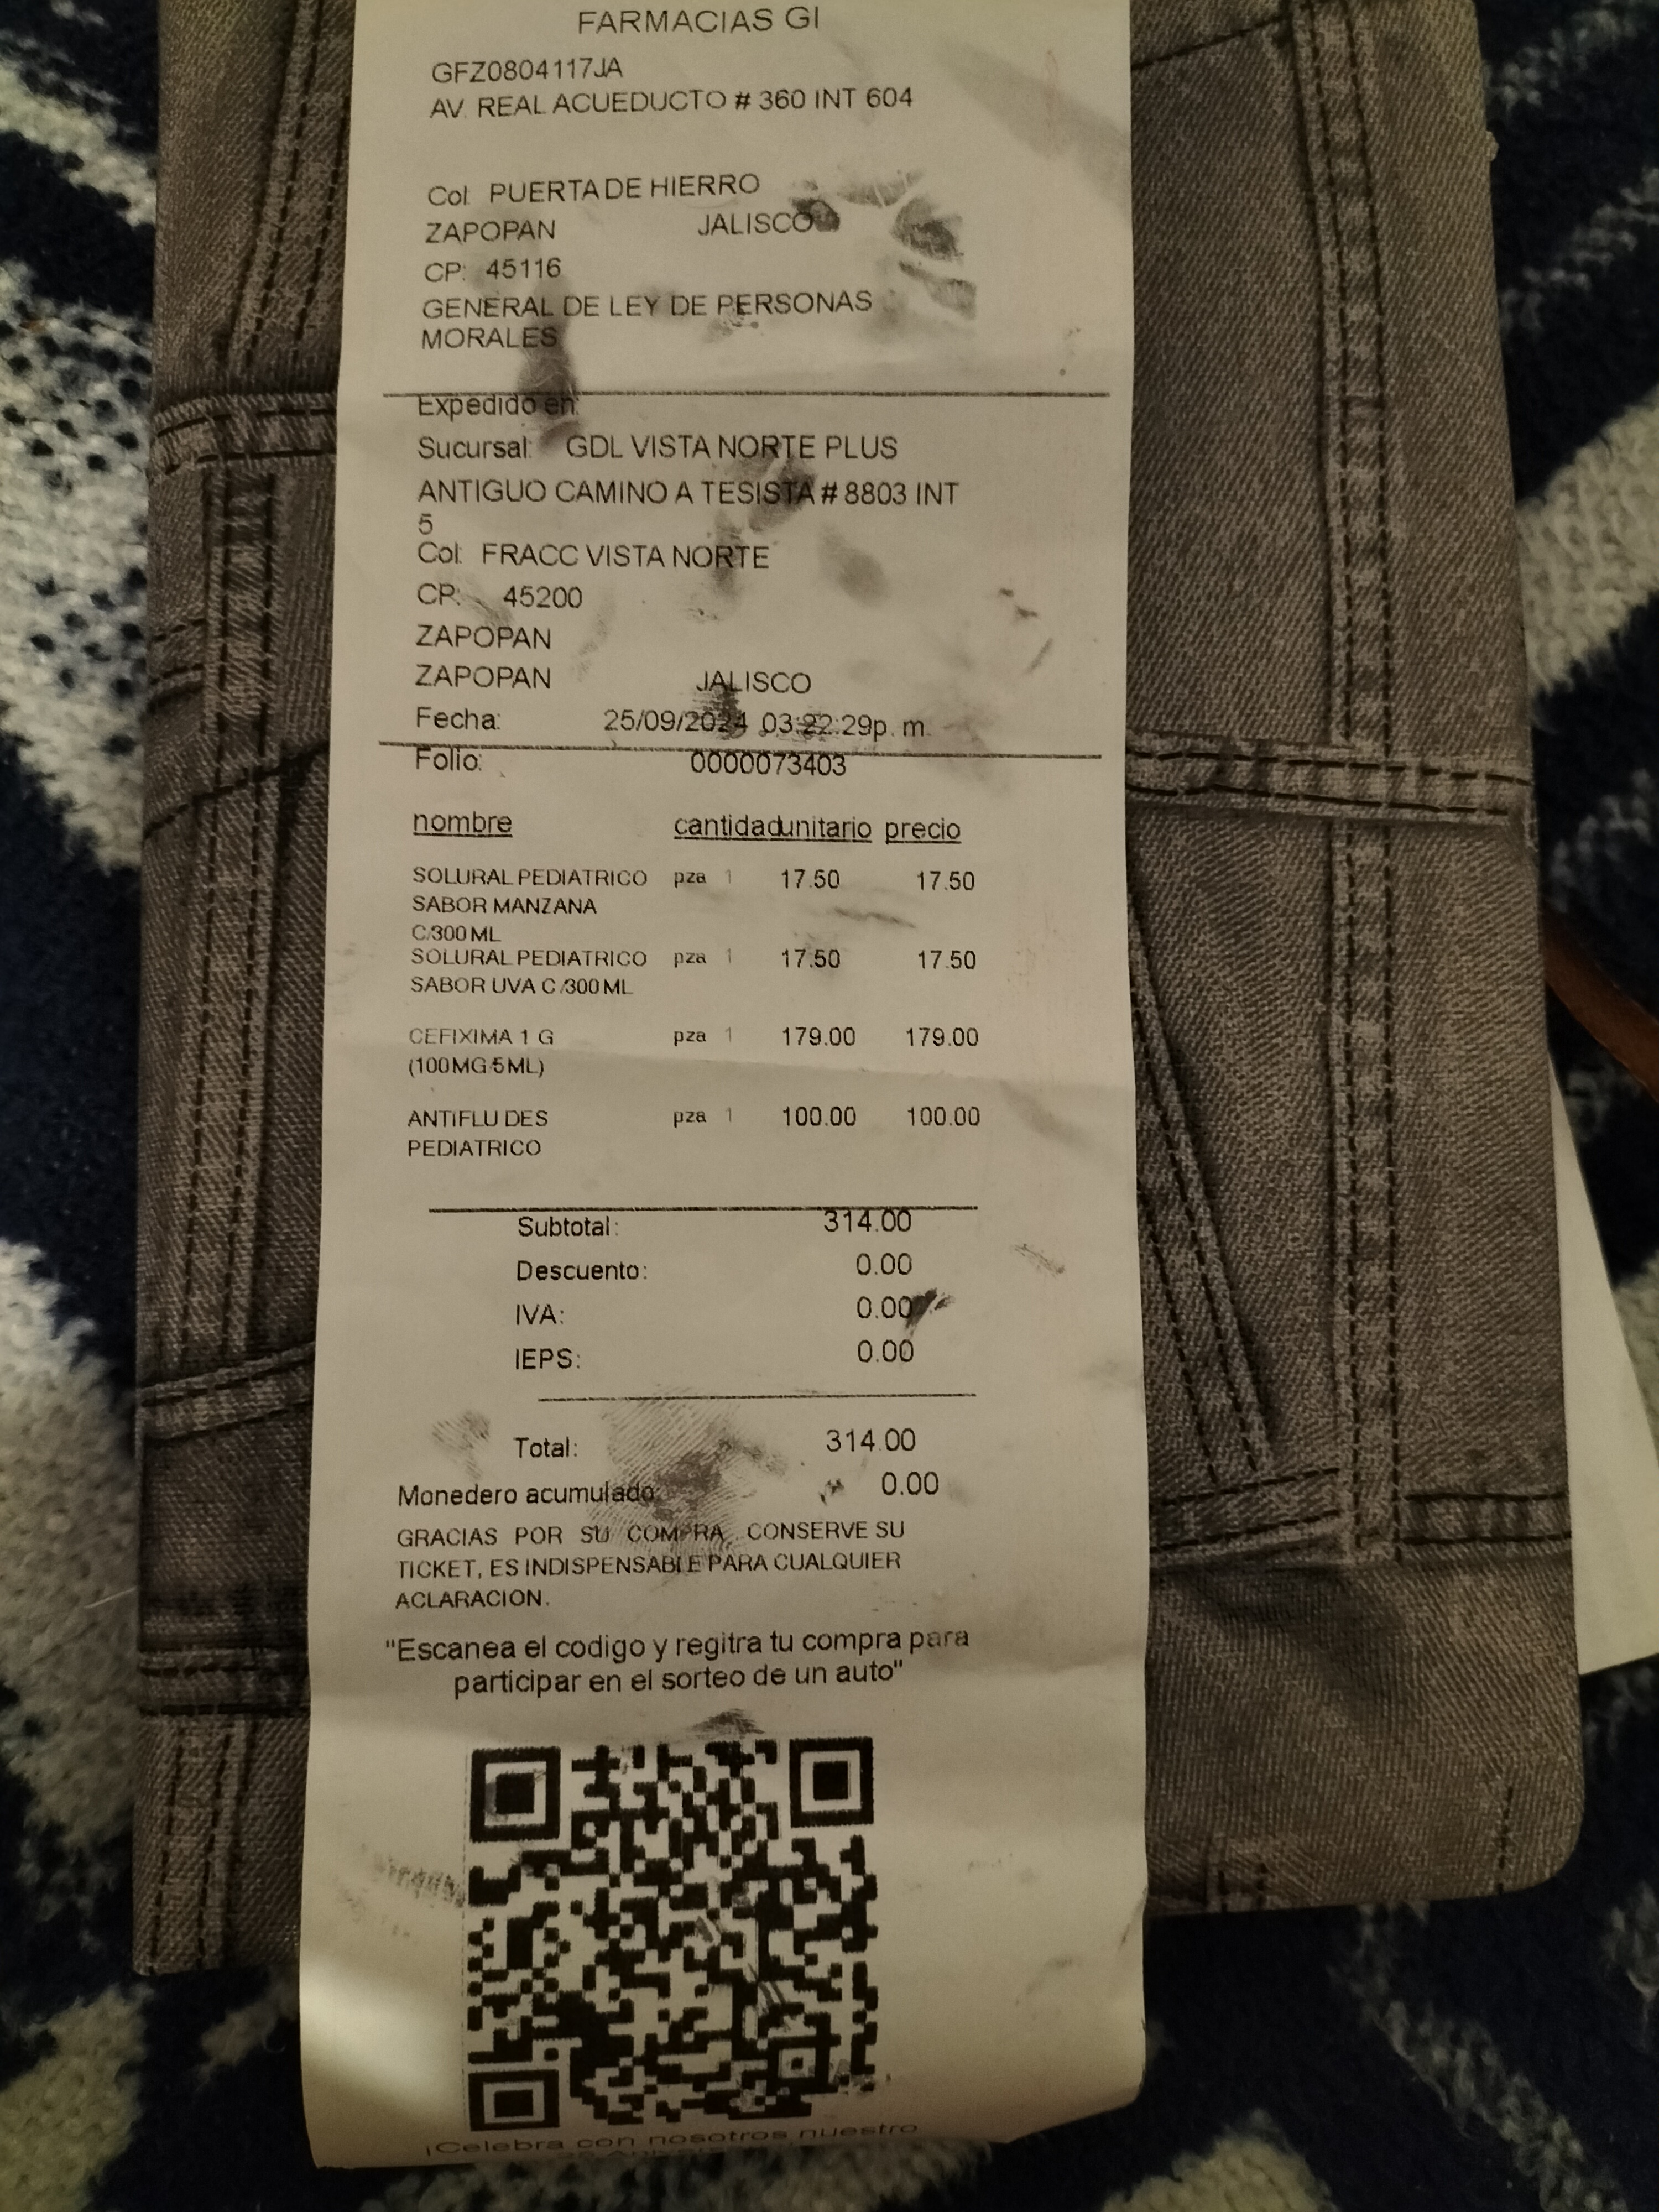 FARMACIAS GI
GFZ0804117JA
AV. REAL ACUEDUCTO # 360 INT 604
Col: PUERTA DE HIERRO
ZAPOPAN JALISCO
CP: 45116
GENERAL DE LEY DE PERSONAS
MORALES
Expedido en:
Sucursal: GDL VISTA NORTE PLUS
ANTIGUO CAMINO A TESISTA # 8803 INT
5
Col: FRACC VISTA NORTE
CP: 45200
ZAPOPAN
ZAPOPAN JALISCO
Fecha: 25/09/2024 03:22:29p. m.
Folio: 0000073403
nombre cantidad unitario precio
SOLURAL PEDIATRICO pza 1 17.50 17.50
SABOR MANZANA
C/300 ML
SOLURAL PEDIATRICO pza 1 17.50 17.50
SABOR UVA C/300 ML
CEFIXIMA 1 G pza 1 179.00 179.00
(100MG/5ML)
ANTIFLU DES pza 1 100.00 100.00
PEDIATRICO
Subtotal: 314.00
Descuento: 0.00
IVA: 0.00
IEPS: 0.00
Total: 314.00
Monedero acumulado: 0.00
GRACIAS POR SU COMPRA, CONSERVE SU
TICKET, ES INDISPENSABLE PARA CUALQUIER
ACLARACION.
"Escanea el codigo y regitra tu compra para
participar en el sorteo de un auto"
¡Celebra con nosotros nuestro